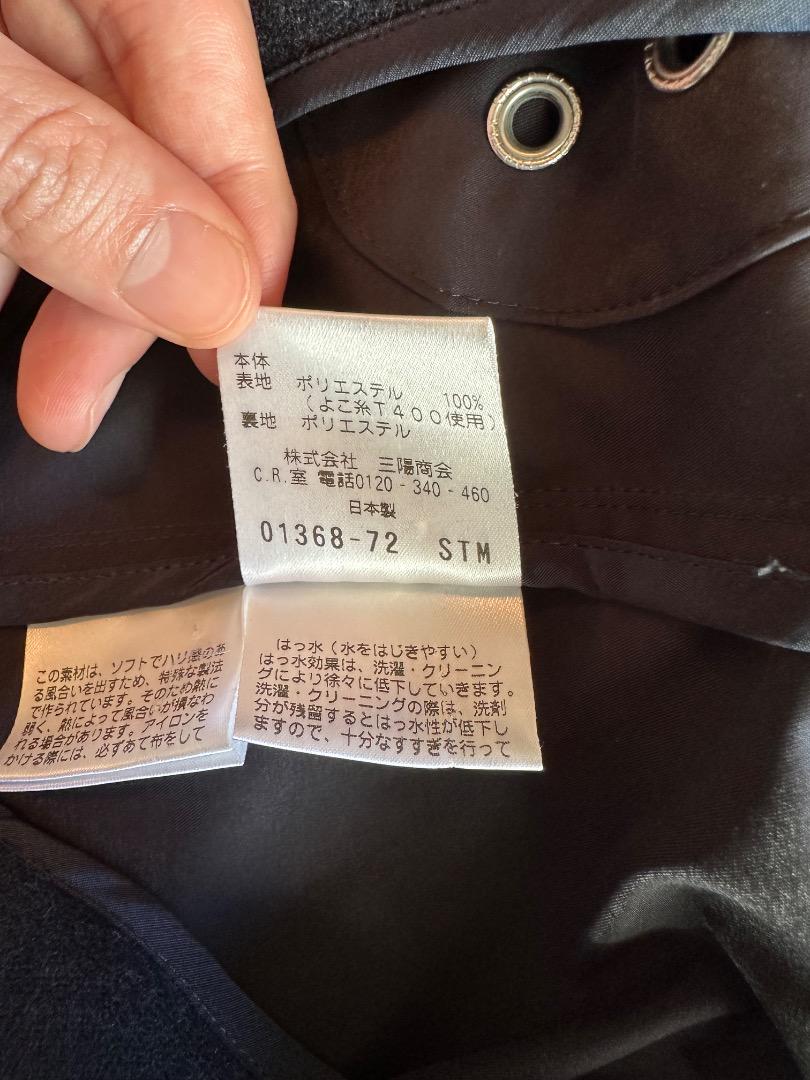 本体
表地 ポリエステル 100%
(よこ糸T400使用)
裏地 ポリエステル
株式会社 三陽商会
C.R.室 電話0120-340-460
日本製
01368-72 STM
この素材は、ソフトでハリ感のあ
る風合いを出すため、特殊な製法
で作られています。そのため熱に
弱く、熱によって風合いが損なわ
れる場合があります。アイロンを
かける際には、必ずあて布をして
はっ水(水をはじきやすい)
はっ水効果は、洗濯・クリーニン
グにより徐々に低下していきます。
洗濯・クリーニングの際は、洗剤
分が残留するとはっ水性が低下し
ますので、十分なすすぎを行って